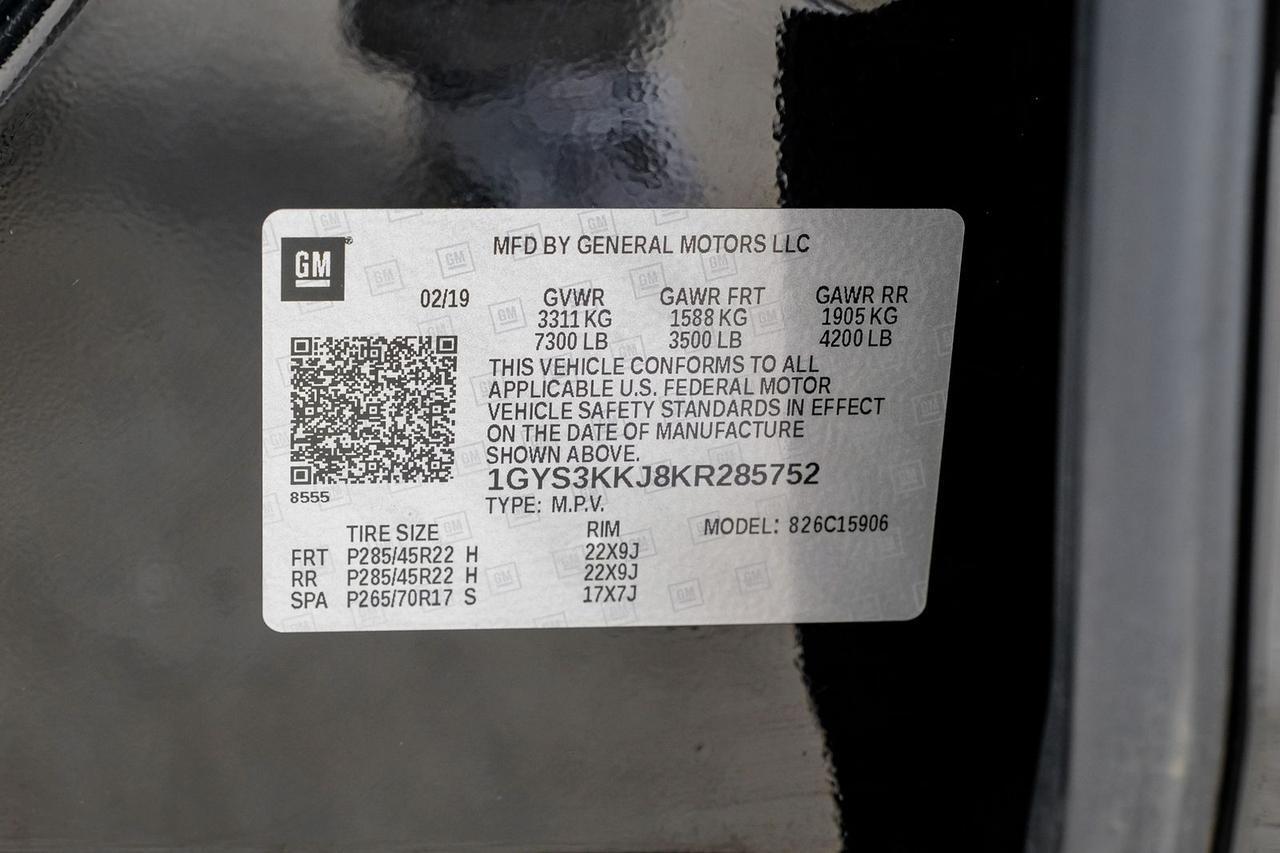 GM
MFD BY GENERAL MOTORS LLC
02/19 GVWR GAWR FRT GAWR RR
3311 KG 1588 KG 1905 KG
7300 LB 3500 LB 4200 LB
THIS VEHICLE CONFORMS TO ALL
APPLICABLE U.S. FEDERAL MOTOR
VEHICLE SAFETY STANDARDS IN EFFECT
ON THE DATE OF MANUFACTURE
SHOWN ABOVE.
1GYS3KKJ8KR285752
8555
TYPE: M.P.V.
TIRE SIZE RIM MODEL: 826C15906
FRT P285/45R22 H 22X9J
RR P285/45R22 H 22X9J
SPA P265/70R17 S 17X7J